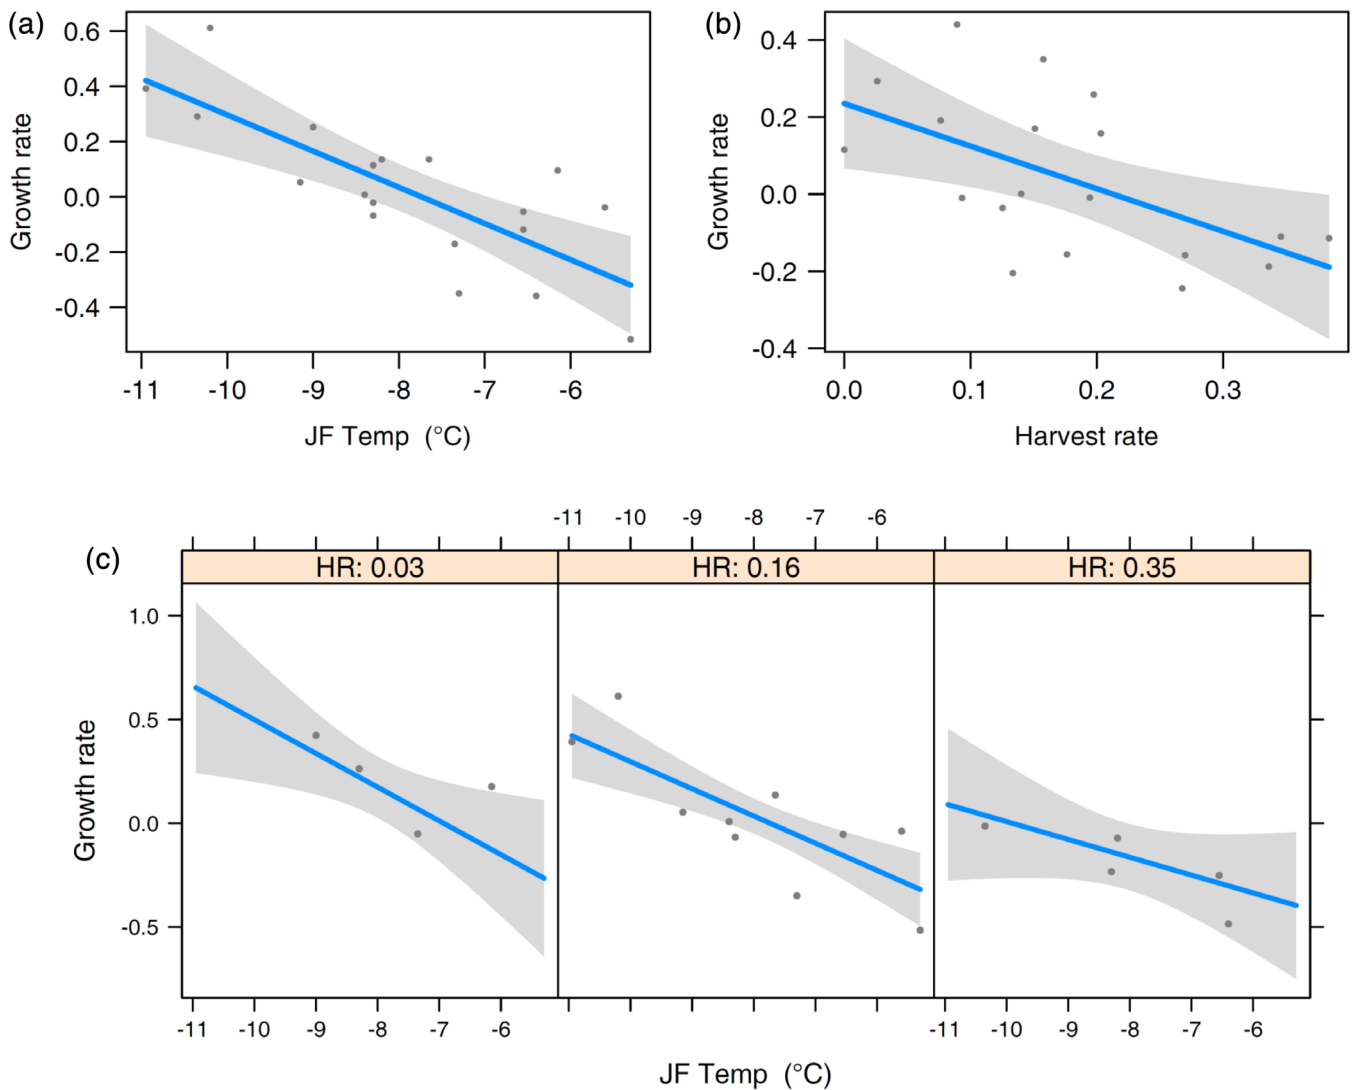 (a)
0.6
0.4
0.2
0.0
-0.2
-0.4
Growth rate
-11 -10 -9 -8 -7 -6
JF Temp (°C)
(b)
0.4
0.2
0.0
-0.2
-0.4
Growth rate
0.0 0.1 0.2 0.3
Harvest rate
(c)
-11 -10 -9 -8 -7 -6
HR: 0.03 HR: 0.16 HR: 0.35
1.0
0.5
0.0
-0.5
Growth rate
-11 -10 -9 -8 -7 -6 -11 -10 -9 -8 -7 -6
JF Temp (°C)